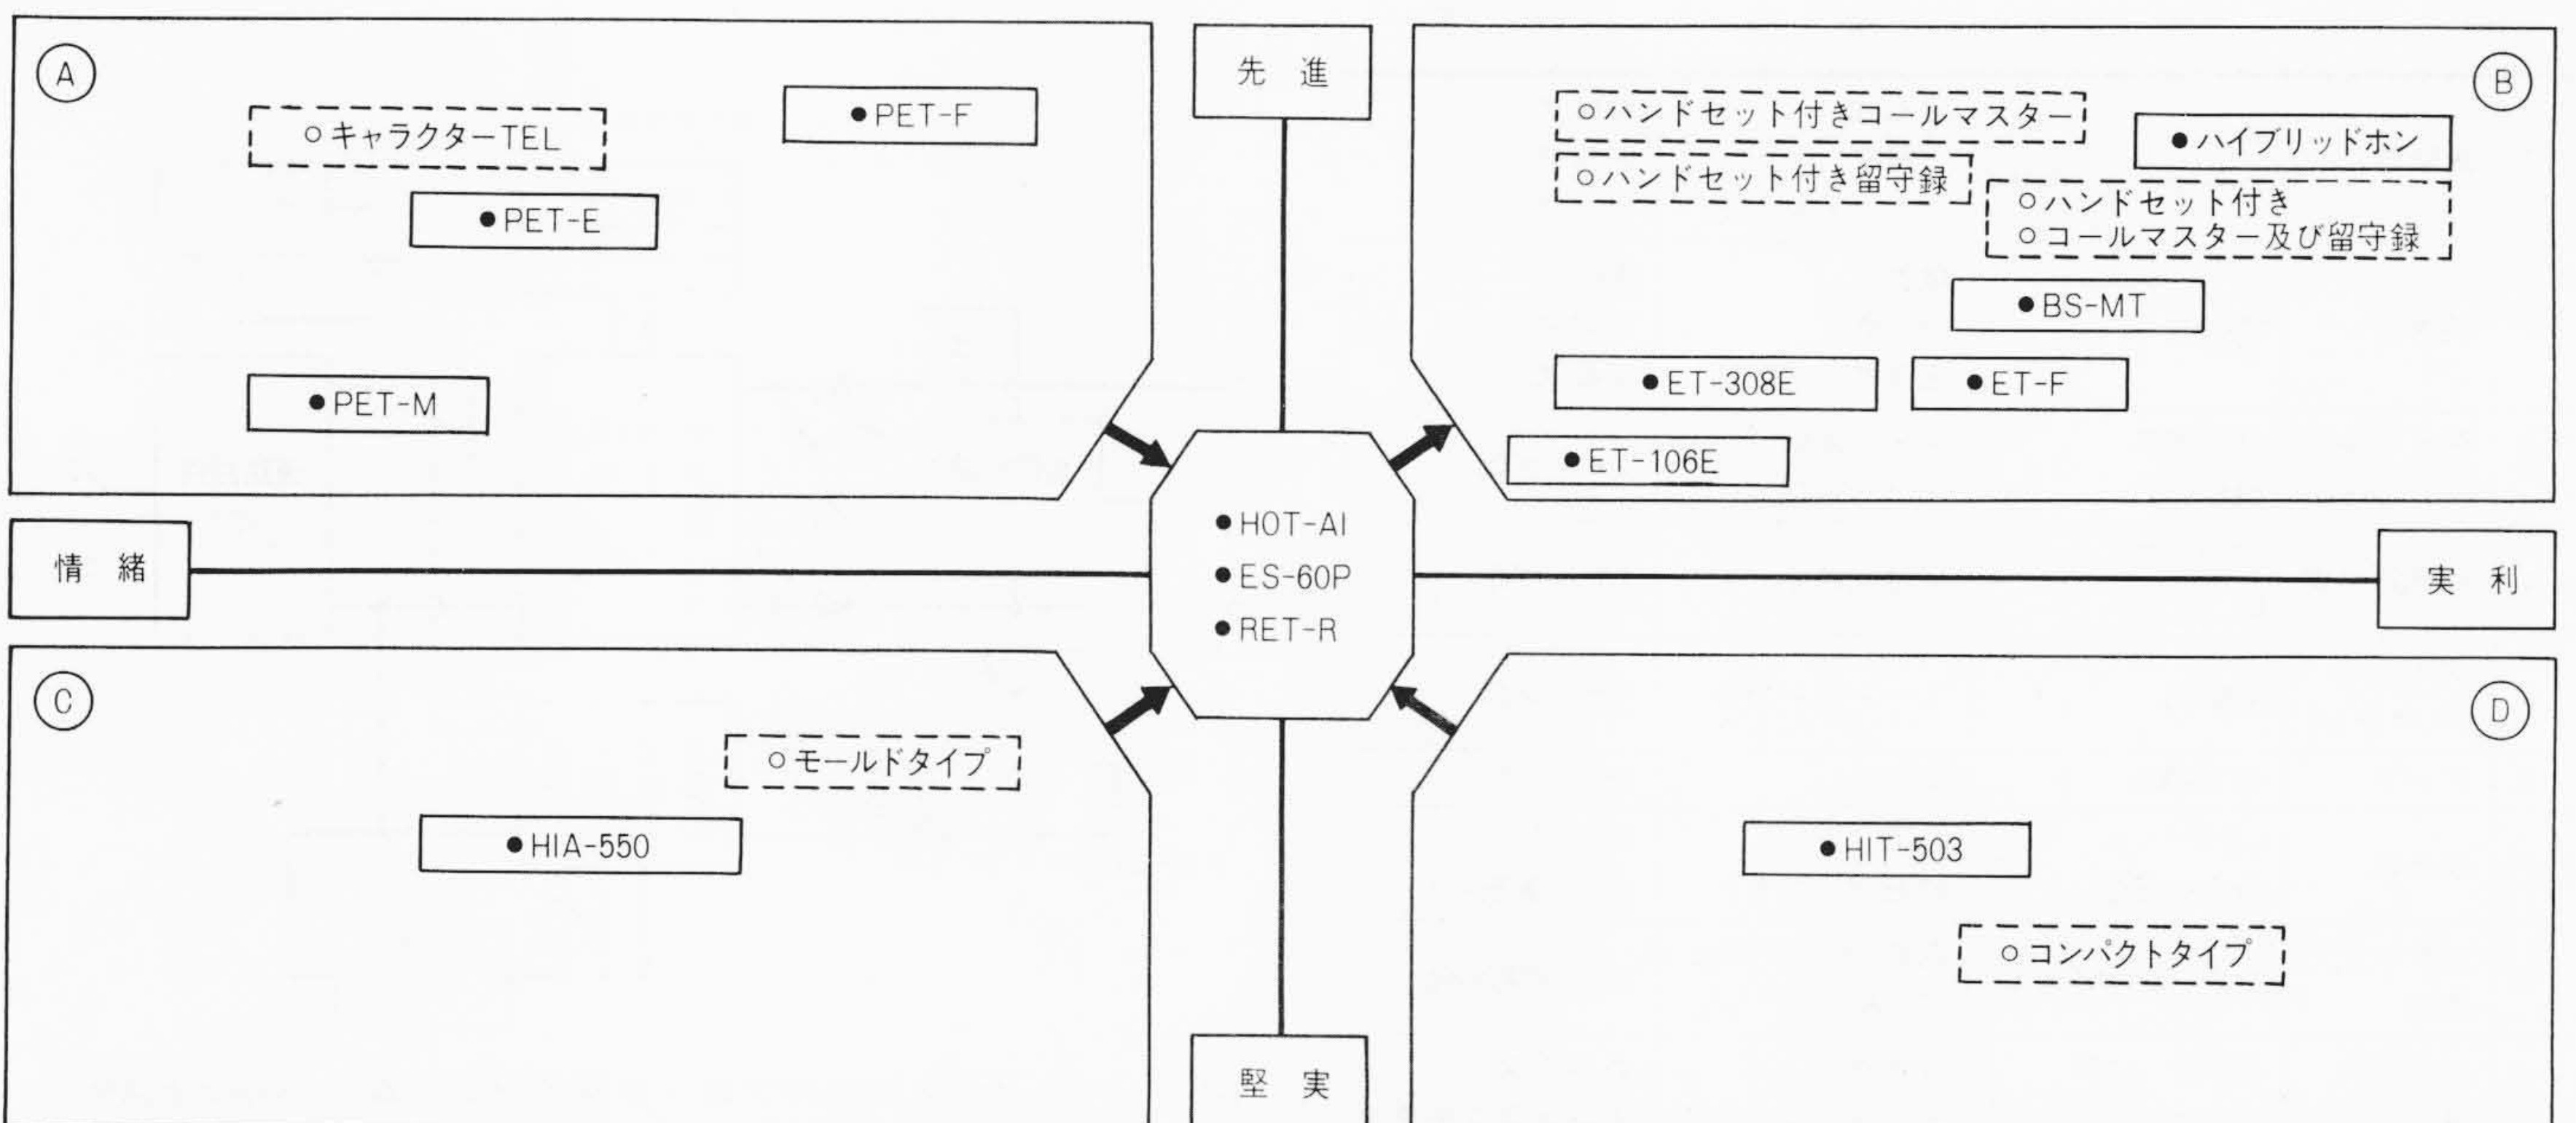 A
○キャラクターTEL
●PET-F
●PET-E
●PET-M
先 進
B
○ハンドセット付きコールマスター
●ハイブリッドホン
○ハンドセット付き留守録
○ハンドセット付き
○コールマスター及び留守録
●BS-MT
●ET-308E
●ET-F
●ET-106E
情 緒
●HOT-AI
●ES-60P
●RET-R
実 利
C
○モールドタイプ
●HIA-550
D
●HIT-503
○コンパクトタイプ
堅 実